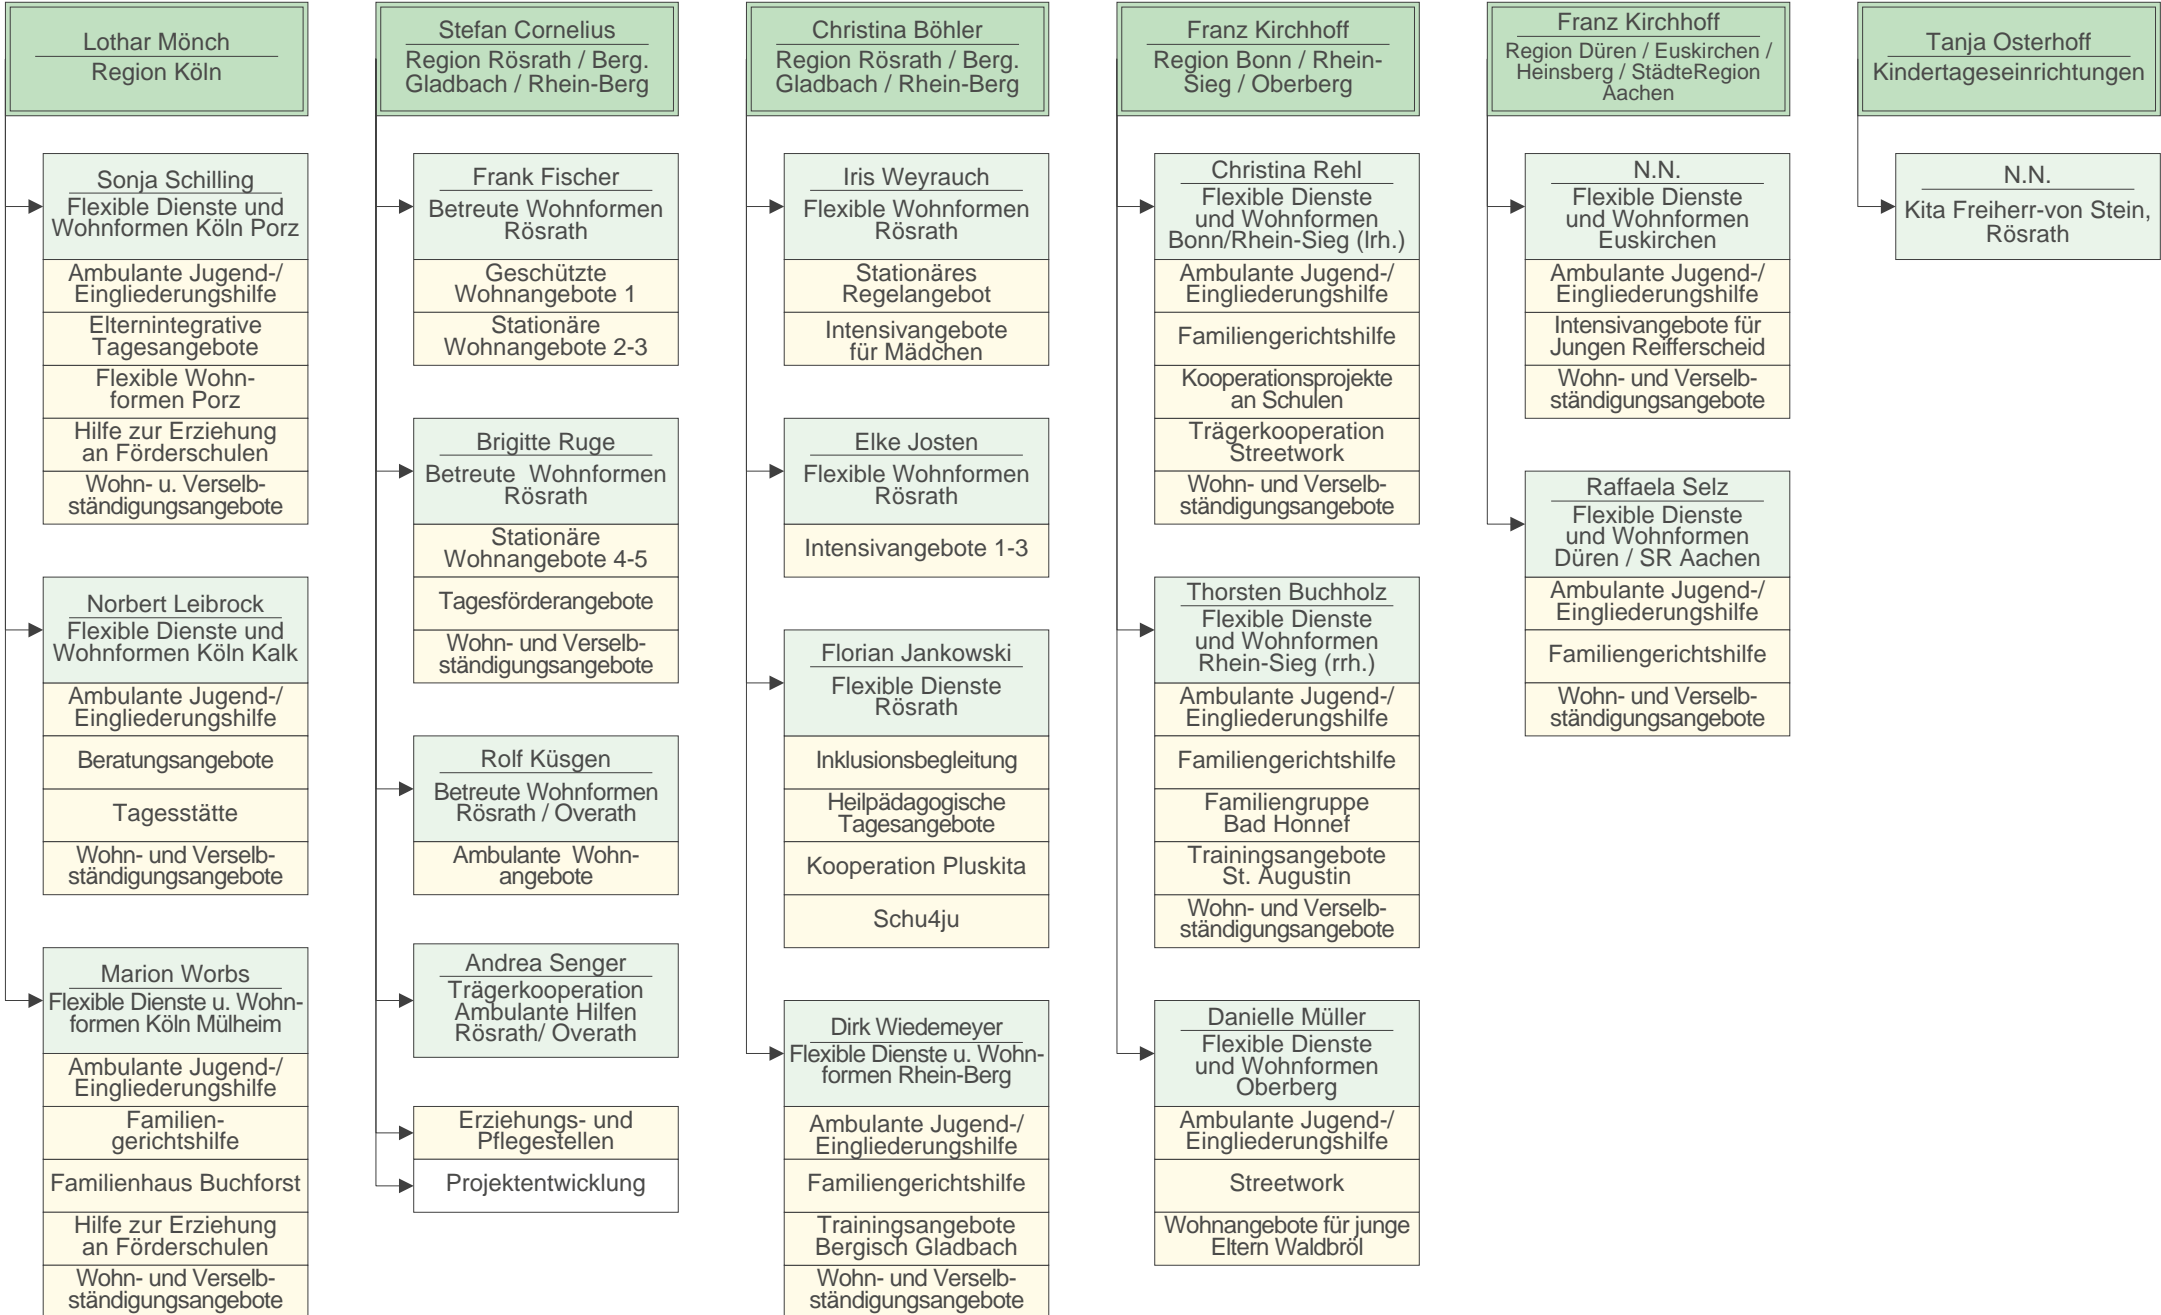 Lothar Mönch
Region Köln
Sonja Schilling
Flexible Dienste und
Wohnformen Köln Porz
Ambulante Jugend-/
Eingliederungshilfe
Elternintegrative
Tagesangebote
Flexible Wohn-
formen Porz
Hilfe zur Erziehung
an Förderschulen
Wohn- u. Verselb-
ständigungsangebote
Norbert Leibrock
Flexible Dienste und
Wohnformen Köln Kalk
Ambulante Jugend-/
Eingliederungshilfe
Beratungsangebote
Tagesstätte
Wohn- und Verselb-
ständigungsangebote
Marion Worbs
Flexible Dienste u. Wohn-
formen Köln Mülheim
Ambulante Jugend-/
Eingliederungshilfe
Familien-
gerichtshilfe
Familienhaus Buchforst
Hilfe zur Erziehung
an Förderschulen
Wohn- und Verselb-
ständigungsangebote
Stefan Cornelius
Region Rösrath / Berg.
Gladbach / Rhein-Berg
Frank Fischer
Betreute Wohnformen
Rösrath
Geschützte
Wohnangebote 1
Stationäre
Wohnangebote 2-3
Brigitte Ruge
Betreute Wohnformen
Rösrath
Stationäre
Wohnangebote 4-5
Tagesförderangebote
Wohn- und Verselb-
ständigungsangebote
Rolf Küsgen
Betreute Wohnformen
Rösrath / Overath
Ambulante Wohn-
angebote
Andrea Senger
Trägerkooperation
Ambulante Hilfen
Rösrath/ Overath
Erziehungs- und
Pflegestellen
Projektentwicklung
Christina Böhler
Region Rösrath / Berg.
Gladbach / Rhein-Berg
Iris Weyrauch
Flexible Wohnformen
Rösrath
Stationäres
Regelangebot
Intensivangebote
für Mädchen
Elke Josten
Flexible Wohnformen
Rösrath
Intensivangebote 1-3
Florian Jankowski
Flexible Dienste
Rösrath
Inklusionsbegleitung
Heilpädagogische
Tagesangebote
Kooperation Pluskita
Schu4ju
Dirk Wiedemeyer
Flexible Dienste u. Wohn-
formen Rhein-Berg
Ambulante Jugend-/
Eingliederungshilfe
Familiengerichtshilfe
Trainingsangebote
Bergisch Gladbach
Wohn- und Verselb-
ständigungsangebote
Franz Kirchhoff
Region Bonn / Rhein-
Sieg / Oberberg
Christina Rehl
Flexible Dienste
und Wohnformen
Bonn/Rhein-Sieg (lrh.)
Ambulante Jugend-/
Eingliederungshilfe
Familiengerichtshilfe
Kooperationsprojekte
an Schulen
Trägerkooperation
Streetwork
Wohn- und Verselb-
ständigungsangebote
Thorsten Buchholz
Flexible Dienste
und Wohnformen
Rhein-Sieg (rrh.)
Ambulante Jugend-/
Eingliederungshilfe
Familiengerichtshilfe
Familiengruppe
Bad Honnef
Trainingsangebote
St. Augustin
Wohn- und Verselb-
ständigungsangebote
Danielle Müller
Flexible Dienste
und Wohnformen
Oberberg
Ambulante Jugend-/
Eingliederungshilfe
Streetwork
Wohnangebote für junge
Eltern Waldbröl
Franz Kirchhoff
Region Düren / Euskirchen /
Heinsberg / StädteRegion
Aachen
N.N.
Flexible Dienste
und Wohnformen
Euskirchen
Ambulante Jugend-/
Eingliederungshilfe
Intensivangebote für
Jungen Reifferscheid
Wohn- und Verselb-
ständigungsangebote
Raffaela Selz
Flexible Dienste
und Wohnformen
Düren / SR Aachen
Ambulante Jugend-/
Eingliederungshilfe
Familiengerichtshilfe
Wohn- und Verselb-
ständigungsangebote
Tanja Osterhoff
Kindertageseinrichtungen
N.N.
Kita Freiherr-von Stein,
Rösrath